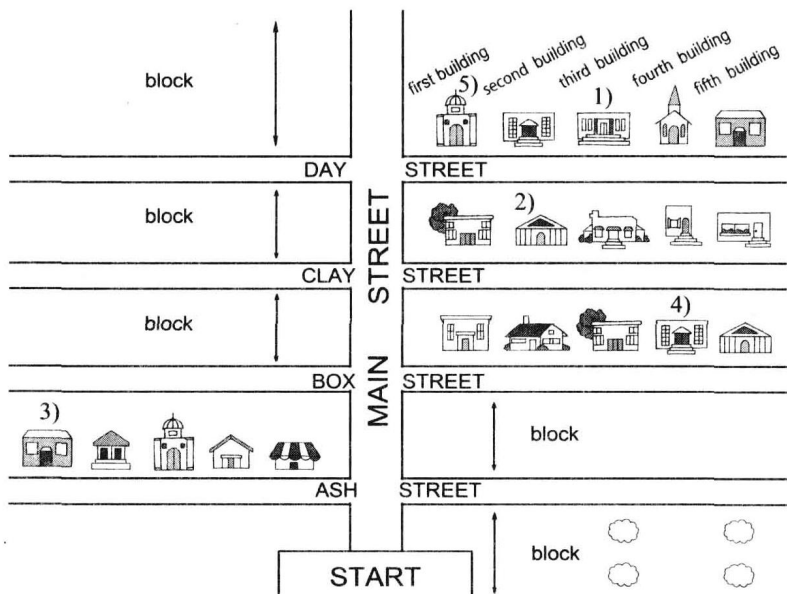 first building
second building
third building
fourth building
fifth building
5)
1)
block
DAY STREET
2)
block
CLAY STREET
4)
block
BOX STREET
MAIN STREET
3)
block
ASH STREET
block
START